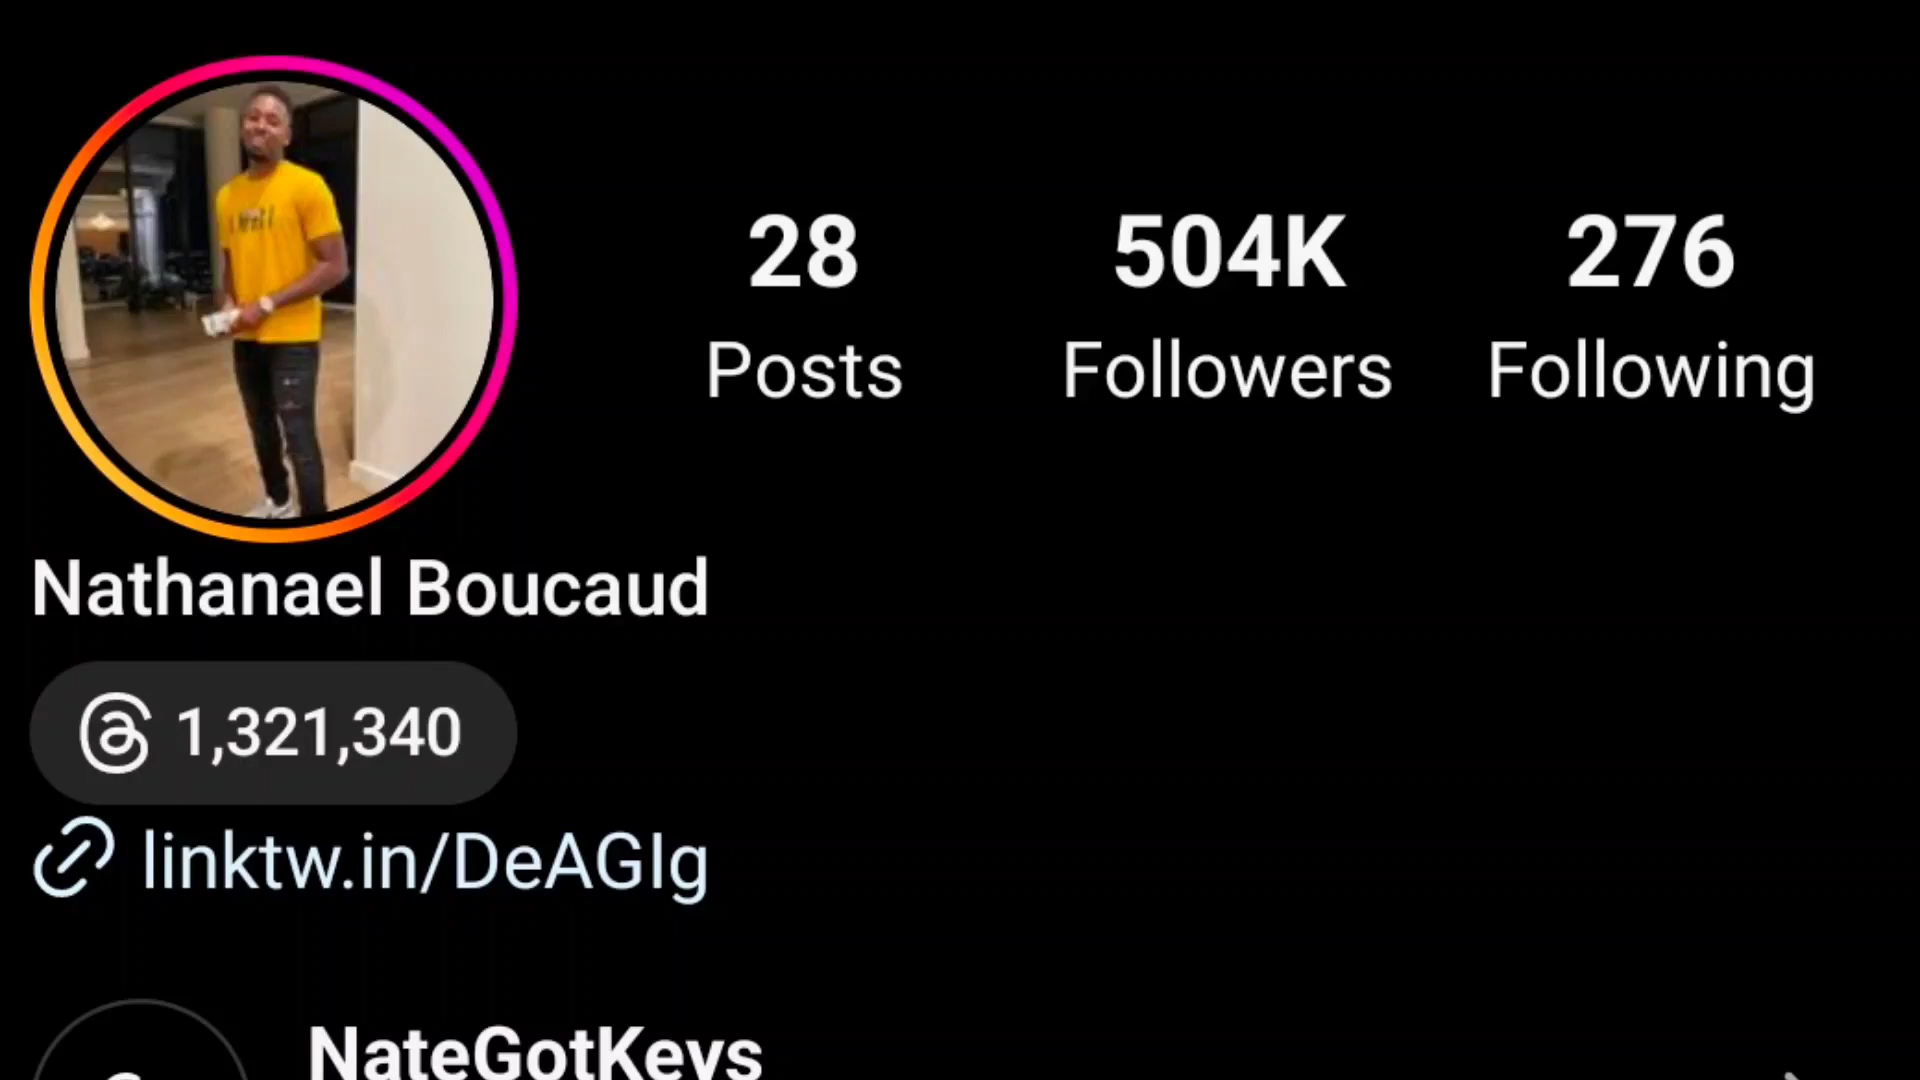 28 504K 276
Posts Followers Following
Nathanael Boucaud
1,321,340
linktw.in/DeAGIg
NateGotKeys